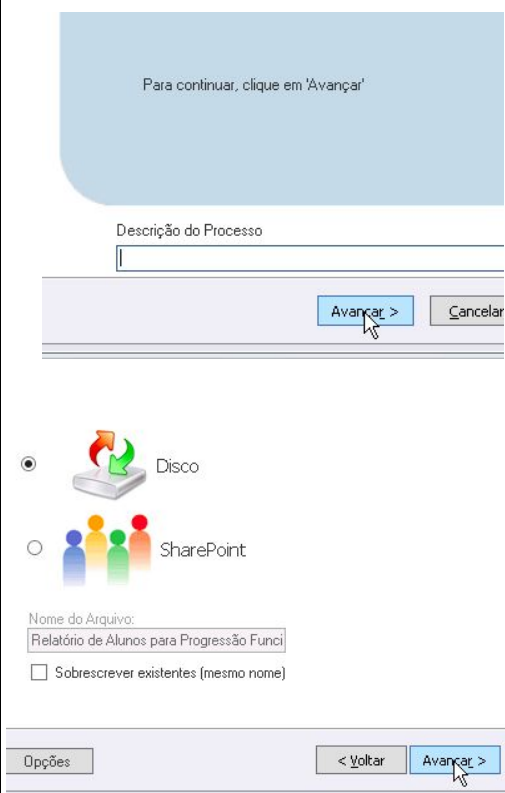 Para continuar, clique em 'Avançar'
Descrição do Processo
Avançar > Cancelar
Disco
SharePoint
Nome do Arquivo:
Relatório de Alunos para Progressão Funci
Sobrescrever existentes (mesmo nome)
Opções < Voltar Avançar >